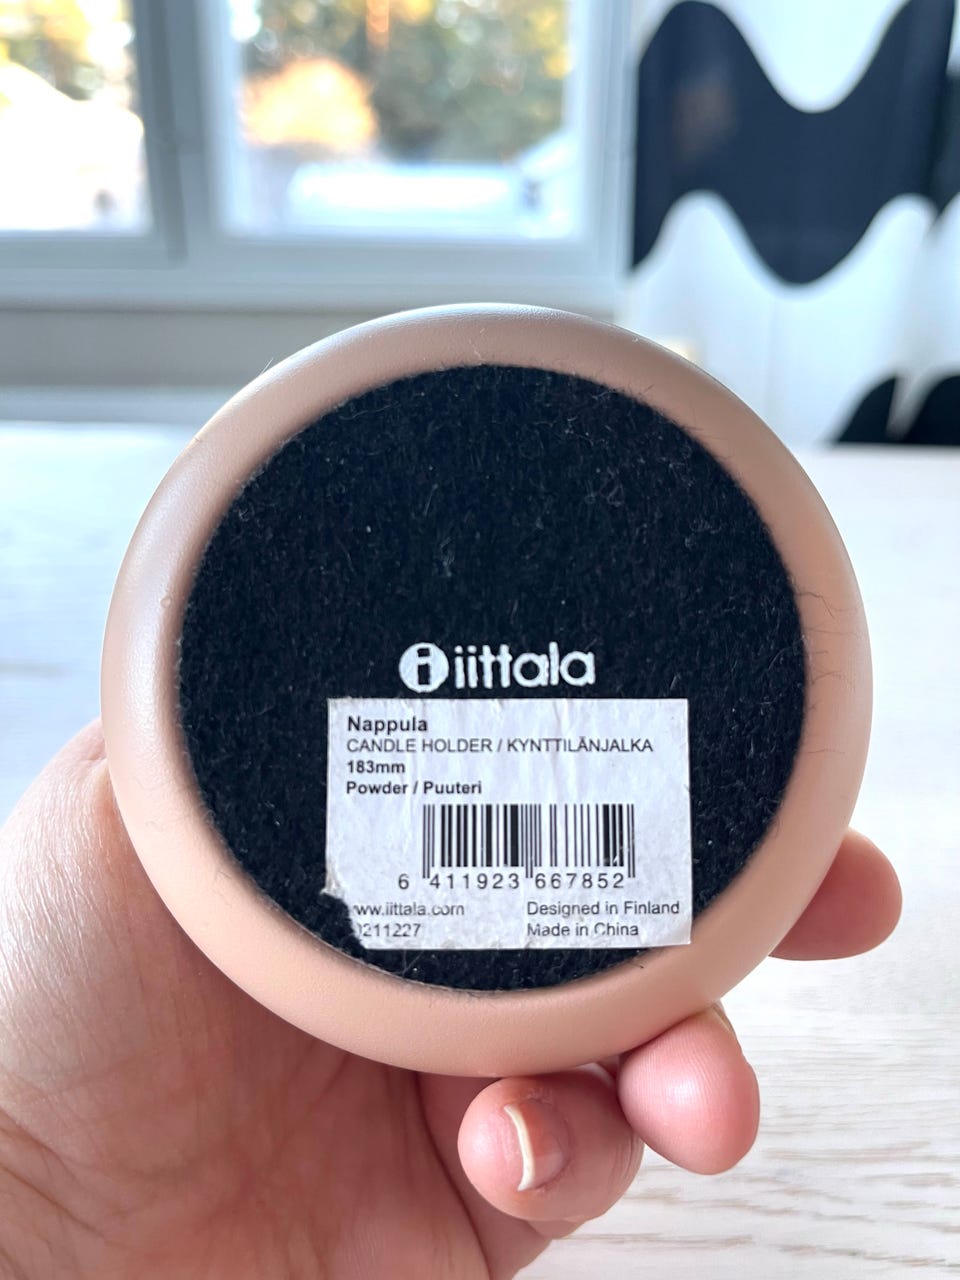 iittala
Nappula
CANDLE HOLDER / KYNTTILÄNJALKA
183mm
Powder / Puuteri
6 411923 667852
www.iittala.com
0211227
Designed in Finland
Made in China